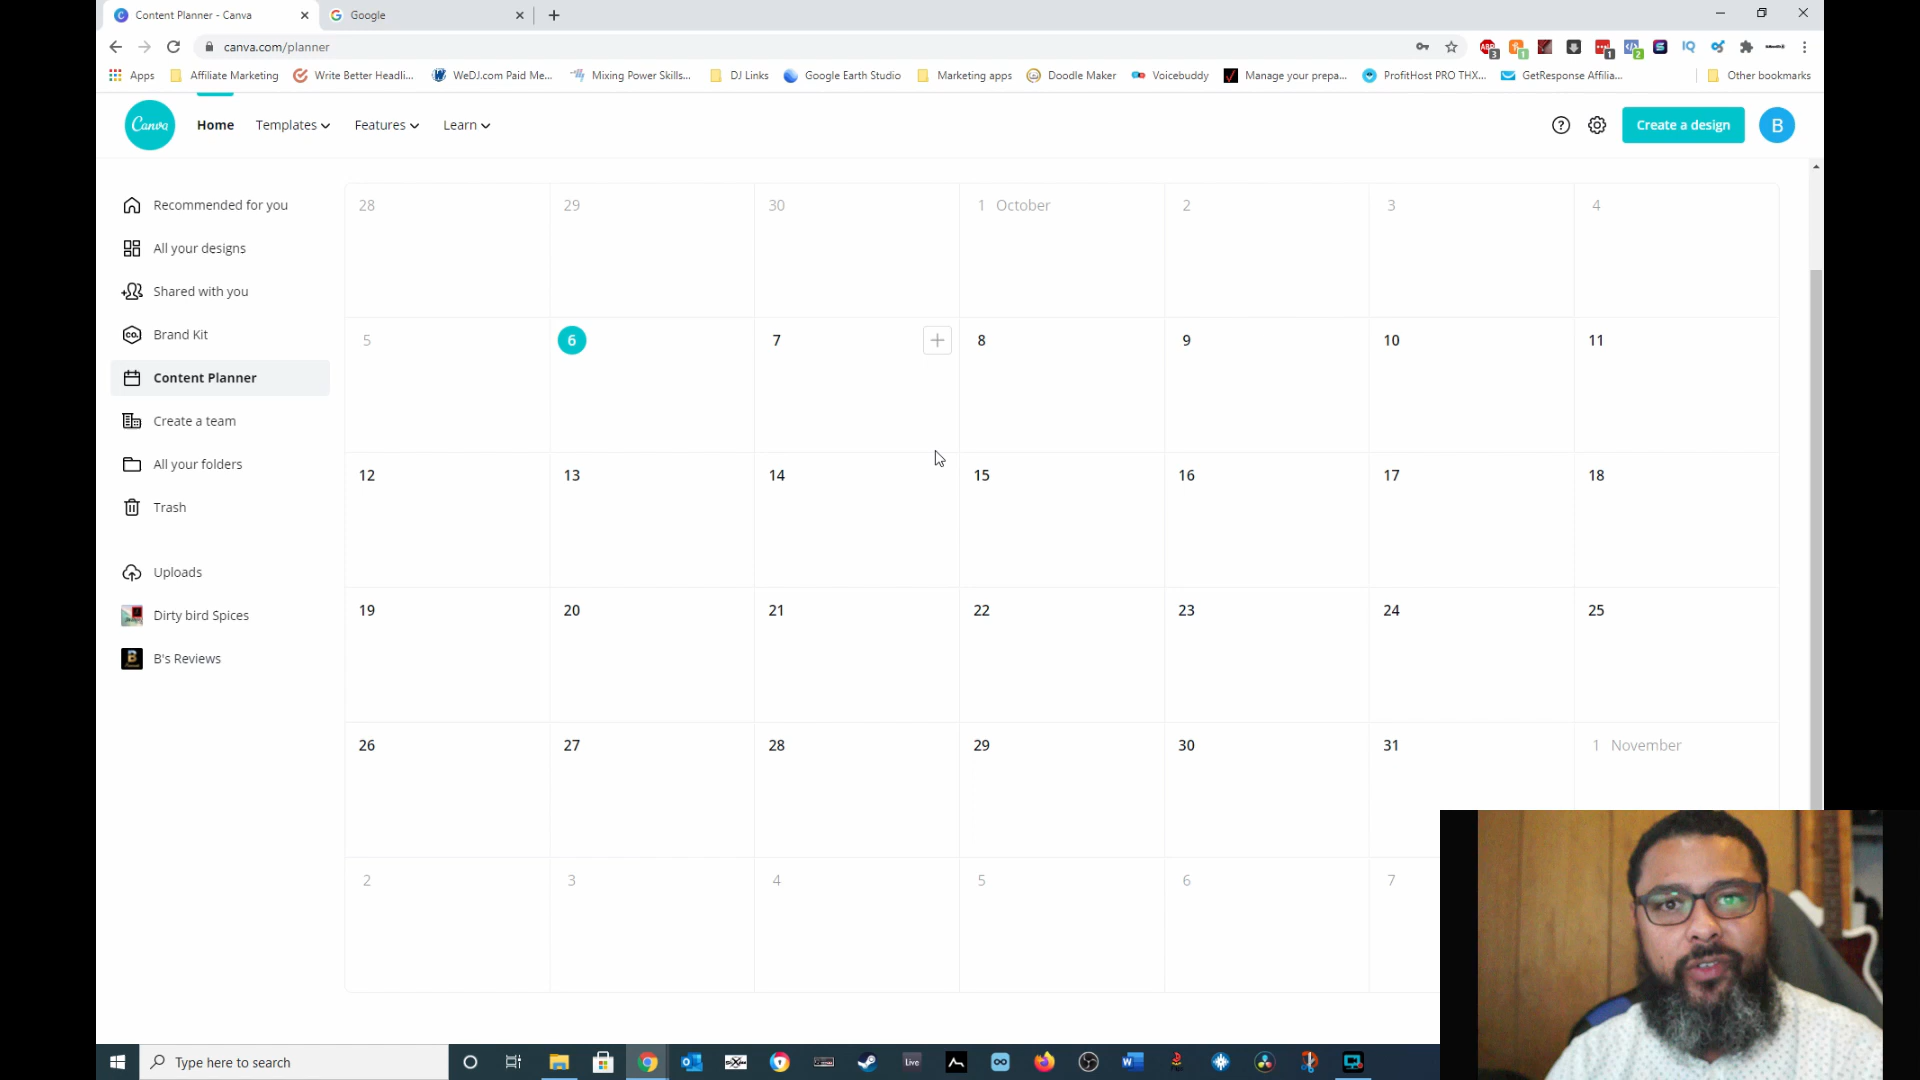 Content Planner - Canva
Google
canva.com/planner
Apps
Affiliate Marketing
Write Better Headli...
WeDJ.com Paid Me...
Mixing Power Skills...
DJ Links
Google Earth Studio
Marketing apps
Doodle Maker
Voicebuddy
Manage your prepa...
ProfitHost PRO THX...
GetResponse Affilia...
Other bookmarks
Canva
Home
Templates
Features
Learn
Create a design
B
Recommended for you
All your designs
Shared with you
Brand Kit
Content Planner
Create a team
All your folders
Trash
Uploads
Dirty bird Spices
B's Reviews
28 29 30 1 October 2 3 4
5 6 7 8 9 10 11
12 13 14 15 16 17 18
19 20 21 22 23 24 25
26 27 28 29 30 31 1 November
2 3 4 5 6 7
Type here to search
Live